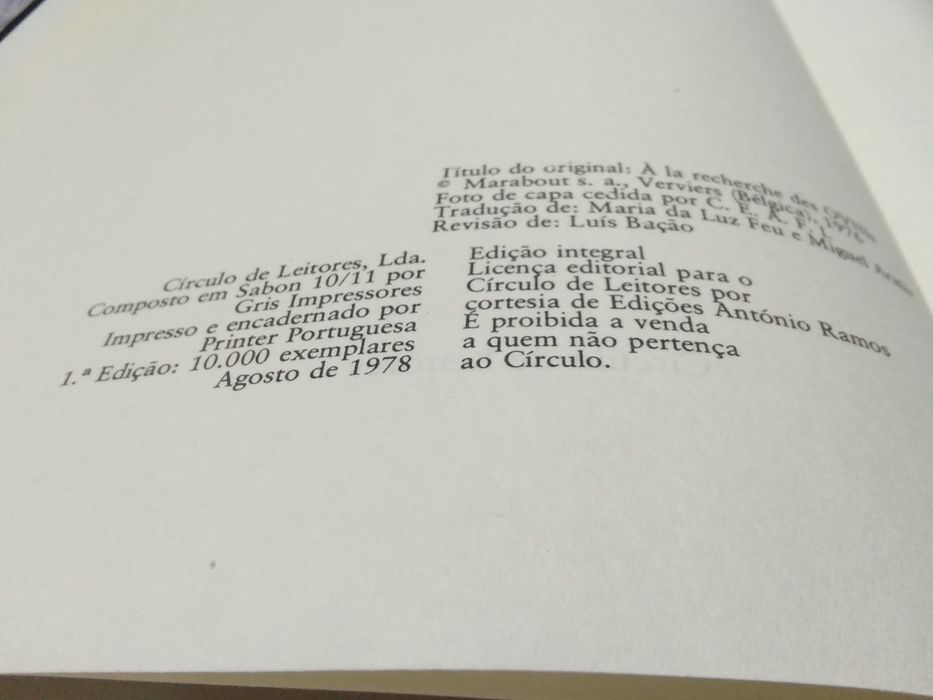 Título do original: À la recherche des OVNIS
© Marabout s. a., Verviers (Bélgica), 1976
Foto de capa cedida por C. E. A. F. I.
Tradução de: Maria da Luz Feu e Miguel
Revisão de: Luís Bação
Círculo de Leitores, Lda.
Composto em Sabon 10/11 por
Gris Impressores
Impresso e encadernado por
Printer Portuguesa
1.ª Edição: 10.000 exemplares
Agosto de 1978
Edição integral
Licença editorial para o
Círculo de Leitores por
cortesia de Edições António Ramos
É proibida a venda
a quem não pertença
ao Círculo.